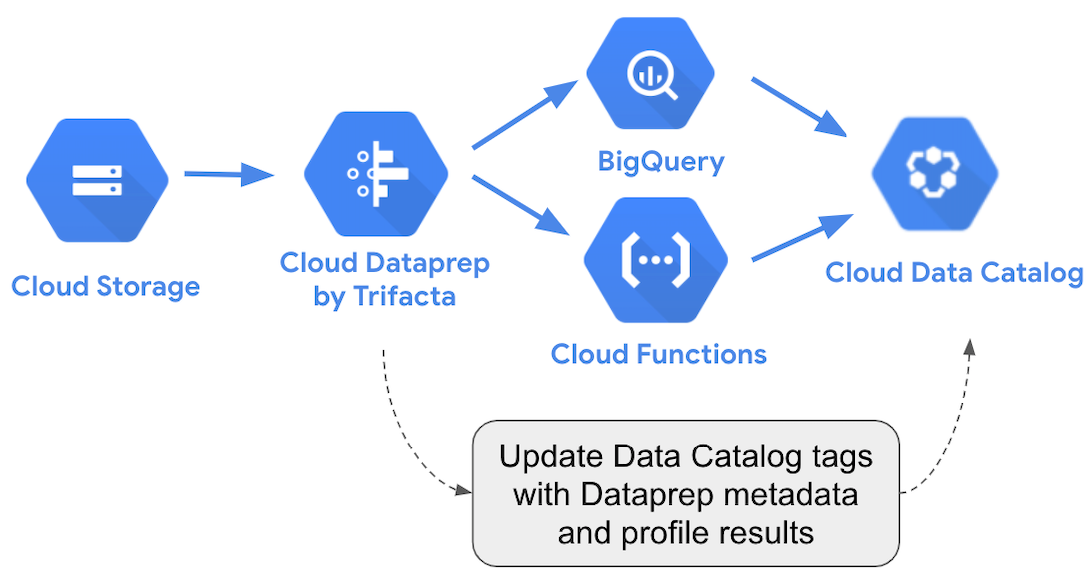 BigQuery
Cloud Storage
Cloud Dataprep
by Trifacta
Cloud Data Catalog
Cloud Functions
Update Data Catalog tags
with Dataprep metadata
and profile results